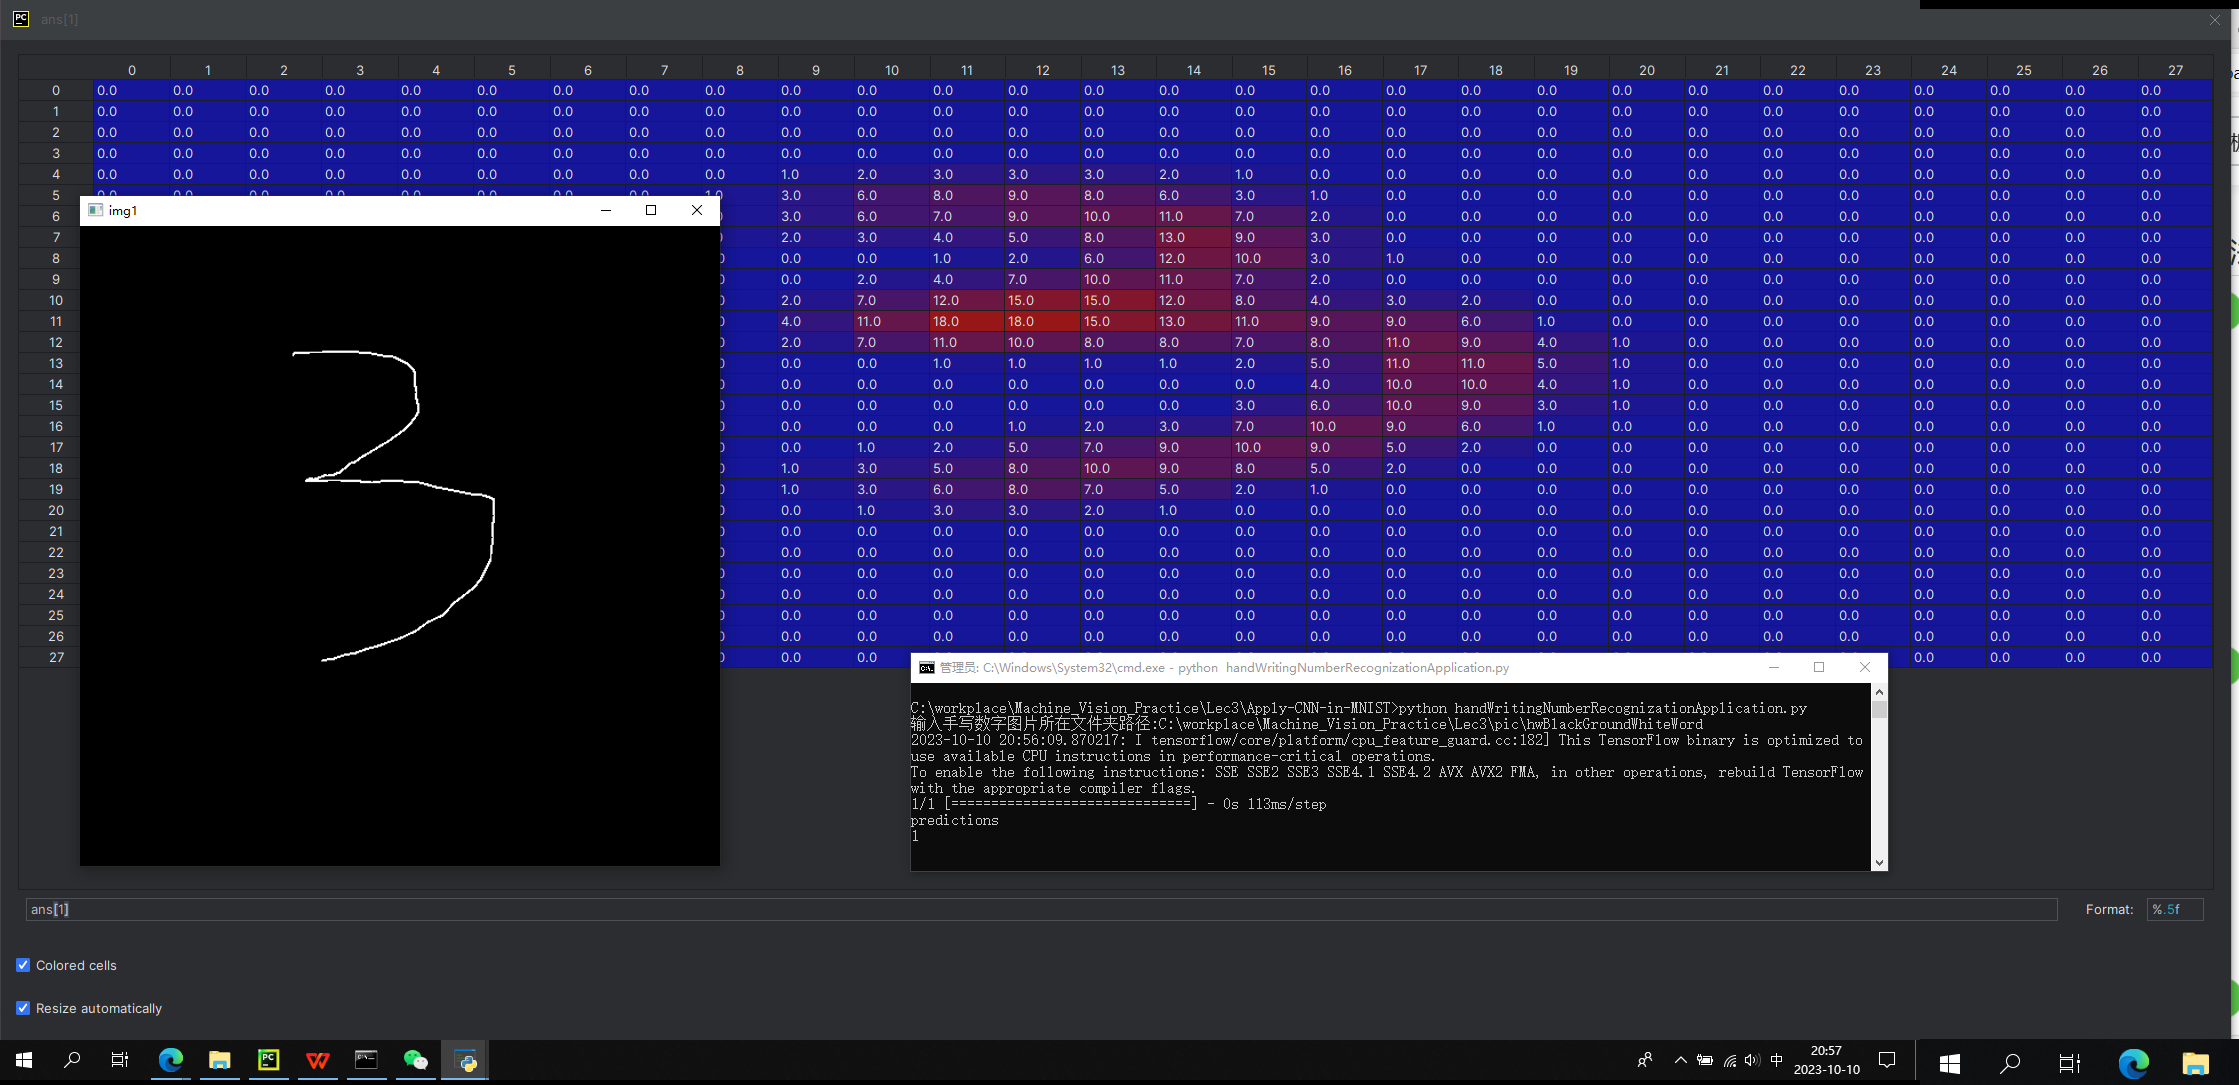 ans[1]
0 1 2 3 4 5 6 7 8 9 10 11 12 13 14 15 16 17 18 19 20 21 22 23 24 25 26 27
0 0.0 0.0 0.0 0.0 0.0 0.0 0.0 0.0 0.0 0.0 0.0 0.0 0.0 0.0 0.0 0.0 0.0 0.0 0.0 0.0 0.0 0.0 0.0 0.0 0.0 0.0 0.0 0.0
1 0.0 0.0 0.0 0.0 0.0 0.0 0.0 0.0 0.0 0.0 0.0 0.0 0.0 0.0 0.0 0.0 0.0 0.0 0.0 0.0 0.0 0.0 0.0 0.0 0.0 0.0 0.0 0.0
2 0.0 0.0 0.0 0.0 0.0 0.0 0.0 0.0 0.0 0.0 0.0 0.0 0.0 0.0 0.0 0.0 0.0 0.0 0.0 0.0 0.0 0.0 0.0 0.0 0.0 0.0 0.0 0.0
3 0.0 0.0 0.0 0.0 0.0 0.0 0.0 0.0 0.0 0.0 0.0 0.0 0.0 0.0 0.0 0.0 0.0 0.0 0.0 0.0 0.0 0.0 0.0 0.0 0.0 0.0 0.0 0.0
4 0.0 0.0 0.0 0.0 0.0 0.0 0.0 0.0 0.0 1.0 2.0 3.0 3.0 3.0 2.0 1.0 0.0 0.0 0.0 0.0 0.0 0.0 0.0 0.0 0.0 0.0 0.0 0.0
5 3.0 6.0 8.0 9.0 8.0 6.0 3.0 1.0 0.0 0.0 0.0 0.0 0.0 0.0 0.0 0.0 0.0 0.0 0.0
6 3.0 6.0 7.0 9.0 10.0 11.0 7.0 2.0 0.0 0.0 0.0 0.0 0.0 0.0 0.0 0.0 0.0 0.0 0.0
7 2.0 3.0 4.0 5.0 8.0 13.0 9.0 3.0 0.0 0.0 0.0 0.0 0.0 0.0 0.0 0.0 0.0 0.0 0.0
8 0.0 0.0 1.0 2.0 6.0 12.0 10.0 3.0 1.0 0.0 0.0 0.0 0.0 0.0 0.0 0.0 0.0 0.0 0.0
9 0.0 2.0 4.0 7.0 10.0 11.0 7.0 2.0 0.0 0.0 0.0 0.0 0.0 0.0 0.0 0.0 0.0 0.0 0.0
10 2.0 7.0 12.0 15.0 15.0 12.0 8.0 4.0 3.0 2.0 0.0 0.0 0.0 0.0 0.0 0.0 0.0 0.0 0.0
11 4.0 11.0 18.0 18.0 15.0 13.0 11.0 9.0 9.0 6.0 1.0 0.0 0.0 0.0 0.0 0.0 0.0 0.0 0.0
12 2.0 7.0 11.0 10.0 8.0 8.0 7.0 8.0 11.0 9.0 4.0 1.0 0.0 0.0 0.0 0.0 0.0 0.0 0.0
13 0.0 0.0 1.0 1.0 1.0 1.0 2.0 5.0 11.0 11.0 5.0 1.0 0.0 0.0 0.0 0.0 0.0 0.0 0.0
14 0.0 0.0 0.0 0.0 0.0 0.0 0.0 4.0 10.0 10.0 4.0 1.0 0.0 0.0 0.0 0.0 0.0 0.0 0.0
15 0.0 0.0 0.0 0.0 0.0 0.0 3.0 6.0 10.0 9.0 3.0 1.0 0.0 0.0 0.0 0.0 0.0 0.0 0.0
16 0.0 0.0 0.0 1.0 2.0 3.0 7.0 10.0 9.0 6.0 1.0 0.0 0.0 0.0 0.0 0.0 0.0 0.0 0.0
17 0.0 1.0 2.0 5.0 7.0 9.0 10.0 9.0 5.0 2.0 0.0 0.0 0.0 0.0 0.0 0.0 0.0 0.0 0.0
18 1.0 3.0 5.0 8.0 10.0 9.0 8.0 5.0 2.0 0.0 0.0 0.0 0.0 0.0 0.0 0.0 0.0 0.0 0.0
19 1.0 3.0 6.0 8.0 7.0 5.0 2.0 1.0 0.0 0.0 0.0 0.0 0.0 0.0 0.0 0.0 0.0 0.0 0.0
20 0.0 1.0 3.0 3.0 2.0 1.0 0.0 0.0 0.0 0.0 0.0 0.0 0.0 0.0 0.0 0.0 0.0 0.0 0.0
21 0.0 0.0 0.0 0.0 0.0 0.0 0.0 0.0 0.0 0.0 0.0 0.0 0.0 0.0 0.0 0.0 0.0 0.0 0.0
22 0.0 0.0 0.0 0.0 0.0 0.0 0.0 0.0 0.0 0.0 0.0 0.0 0.0 0.0 0.0 0.0 0.0 0.0 0.0
23 0.0 0.0 0.0 0.0 0.0 0.0 0.0 0.0 0.0 0.0 0.0 0.0 0.0 0.0 0.0 0.0 0.0 0.0 0.0
24 0.0 0.0 0.0 0.0 0.0 0.0 0.0 0.0 0.0 0.0 0.0 0.0 0.0 0.0 0.0 0.0 0.0 0.0 0.0
25 0.0 0.0 0.0 0.0 0.0 0.0 0.0 0.0 0.0 0.0 0.0 0.0 0.0 0.0 0.0 0.0 0.0 0.0 0.0
26 0.0 0.0 0.0 0.0 0.0 0.0 0.0 0.0 0.0 0.0 0.0 0.0 0.0 0.0 0.0 0.0 0.0 0.0 0.0
27 0.0 0.0 0.0 0.0 0.0 0.0
img1
3
管理员: C:\Windows\System32\cmd.exe - python handWritingNumberRecognizationApplication.py
C:\workplace\Machine_Vision_Practice\Lec3\Apply-CNN-in-MNIST>python handWritingNumberRecognizationApplication.py
输入手写数字图片所在文件夹路径:C:\workplace\Machine_Vision_Practice\Lec3\pic\hwBlackGroundWhiteWord
2023-10-10 20:56:09.870217: I tensorflow/core/platform/cpu_feature_guard.cc:182] This TensorFlow binary is optimized to
use available CPU instructions in performance-critical operations.
To enable the following instructions: SSE SSE2 SSE3 SSE4.1 SSE4.2 AVX AVX2 FMA, in other operations, rebuild TensorFlow
with the appropriate compiler flags.
1/1 [==============================] - 0s 113ms/step
predictions
1
ans[1]
Format: %.5f
Colored cells
Resize automatically
中
20:57
2023-10-10